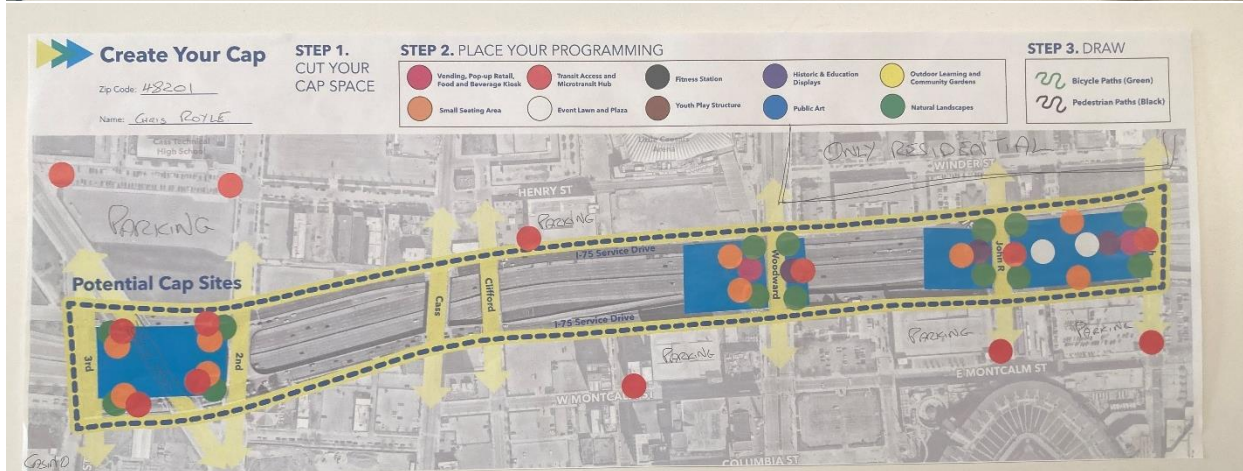 Create Your Cap
Zip Code: 48201
Name: CHRIS ROYLE
STEP 1.
CUT YOUR
CAP SPACE
STEP 2. PLACE YOUR PROGRAMMING
Vending, Pop-up Retail,
Food and Beverage Kiosk
Transit Access and
Microtransit Hub
Fitness Station
Historic & Education
Displays
Outdoor Learning and
Community Gardens
Small Seating Area
Event Lawn and Plaza
Youth Play Structure
Public Art
Natural Landscapes
STEP 3. DRAW
Bicycle Paths (Green)
Pedestrian Paths (Black)
Cass Technical
High School
ONLY RESIDENTIAL
WINDER ST
HENRY ST
PARKING
PARKING
I-75 Service Drive
Woodward
John R
Potential Cap Sites
Cass
Clifford
I-75 Service Drive
3rd
2nd
PARKING
PARKING
PARKING
E MONTCALM ST
W MONTCALM ST
CASINO
COLUMBIA ST